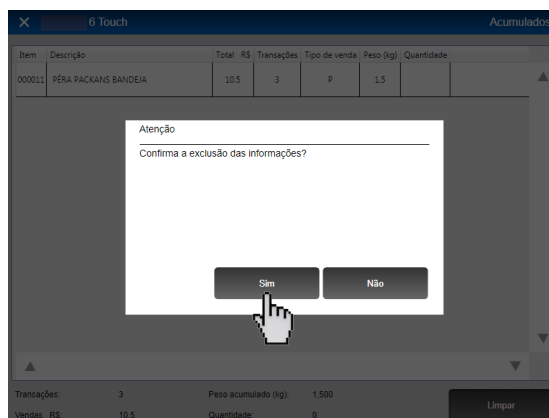 6 Touch
Acumulados
Item Descrição Total R$ Transações Tipo de venda Peso (kg) Quantidade
000011 PÊRA PACKANS BANDEJA 10.5 3 P 1.5
Atenção
Confirma a exclusão das informações?
Sim Não
Transações: 3 Peso acumulado (kg): 1,500
Vendas R$: 10.5 Quantidade: 0
Limpar